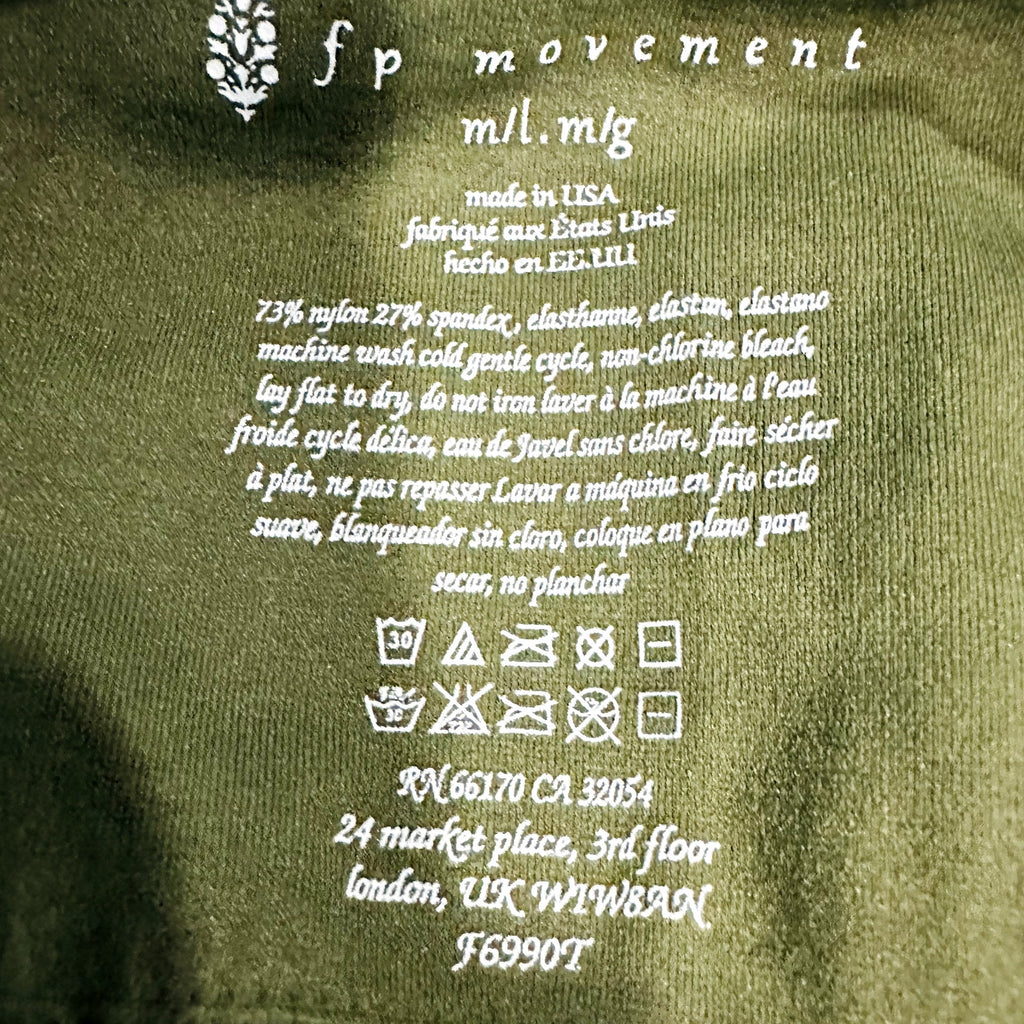 fp movement
m/l . m/g
made in USA
fabriqué aux États Unis
hecho en EE.UU
73% nylon 27% spandex, elasthanne, elastan, elastano
machine wash cold gentle cycle, non-chlorine bleach,
lay flat to dry, do not iron laver à la machine à l'eau
froide cycle délica, eau de Javel sans chlore, faire sécher
à plat, ne pas repasser Lavar a máquina en frio ciclo
suave, blanqueador sin cloro, coloque en plano para
secar, no planchar
30
30
RN 66170 CA 32054
24 market place, 3rd floor
london, UK W1W8AN
F6990T